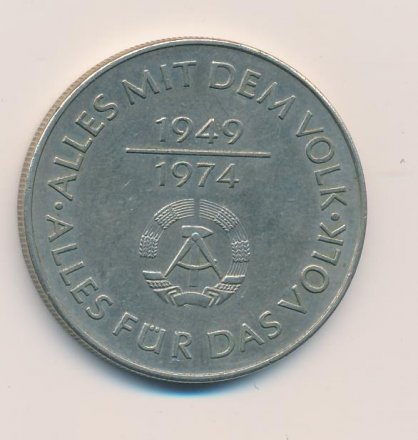 · ALLES MIT DEM VOLK ·
1949
1974
ALLES FÜR DAS VOLK